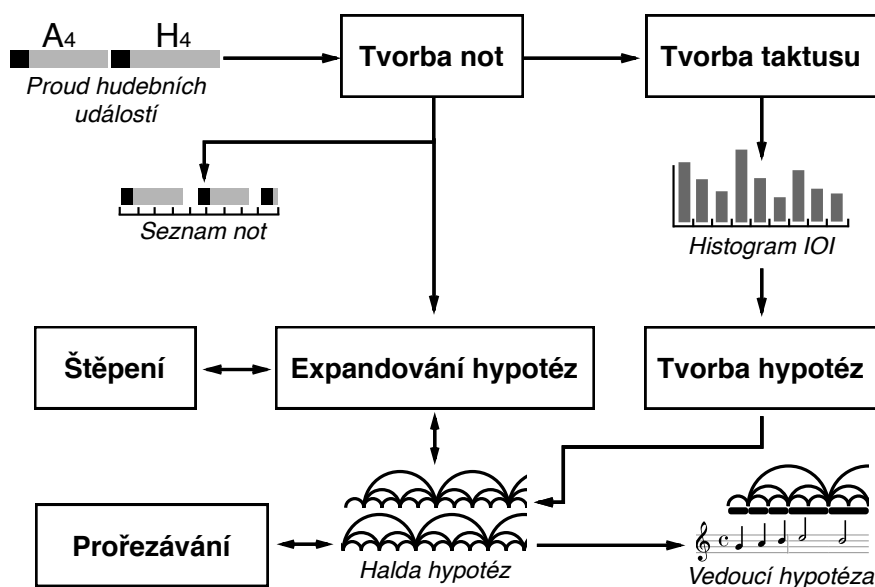 A4 H4
Proud hudebních
událostí
Tvorba not
Tvorba taktusu
Seznam not
Histogram IOI
Štěpení
Expandování hypotéz
Tvorba hypotéz
Prořezávání
Halda hypotéz
Vedoucí hypotéza